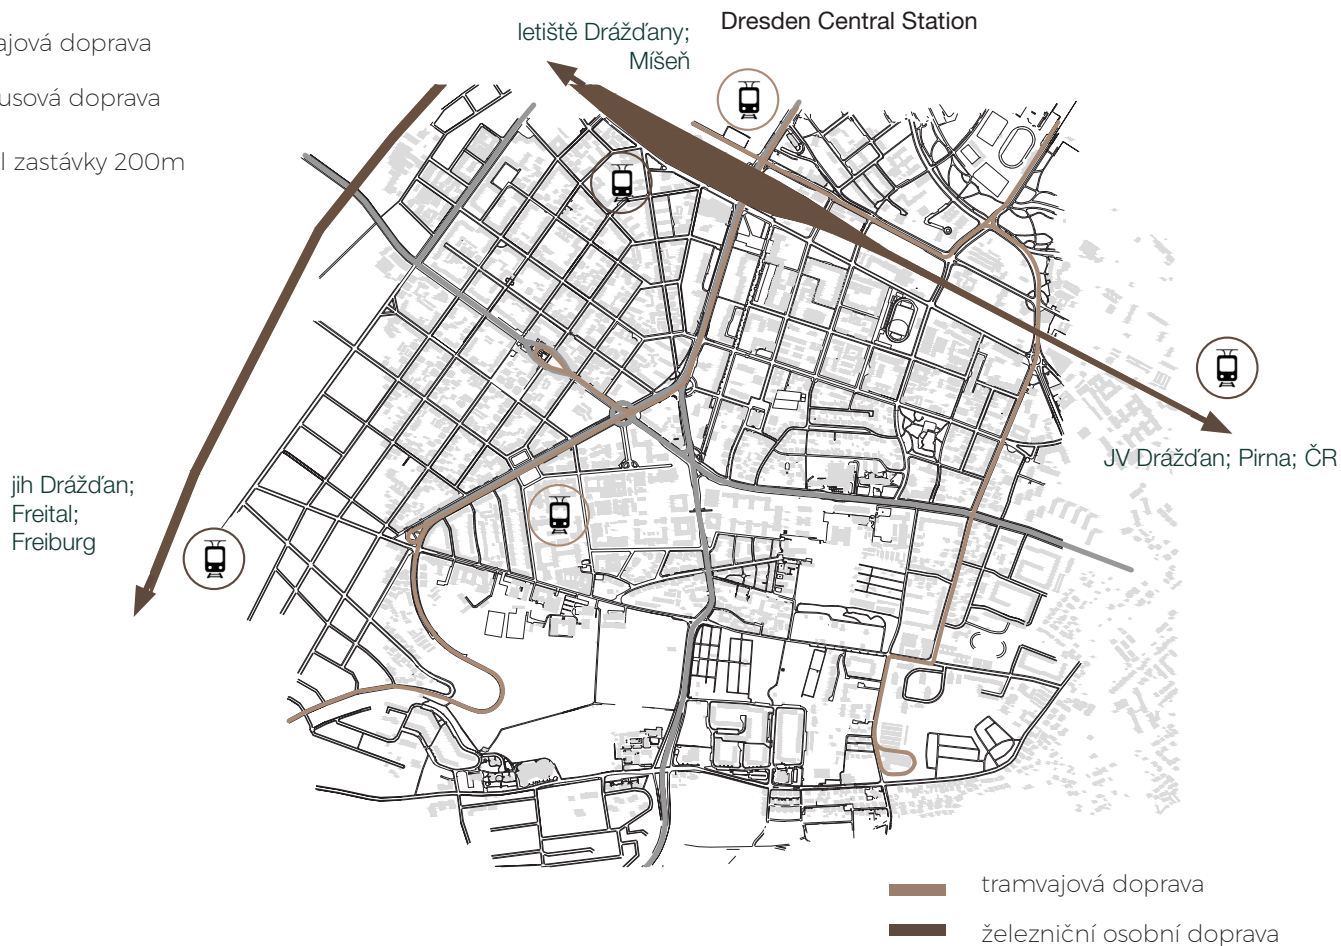 Dresden Central Station
letiště Drážďany;
Míšeň
ajová doprava
usová doprava
l zastávky 200m
JV Drážďan; Pirna; ČR
jih Drážďan;
Freital;
Freiburg
tramvajová doprava
železniční osobní doprava